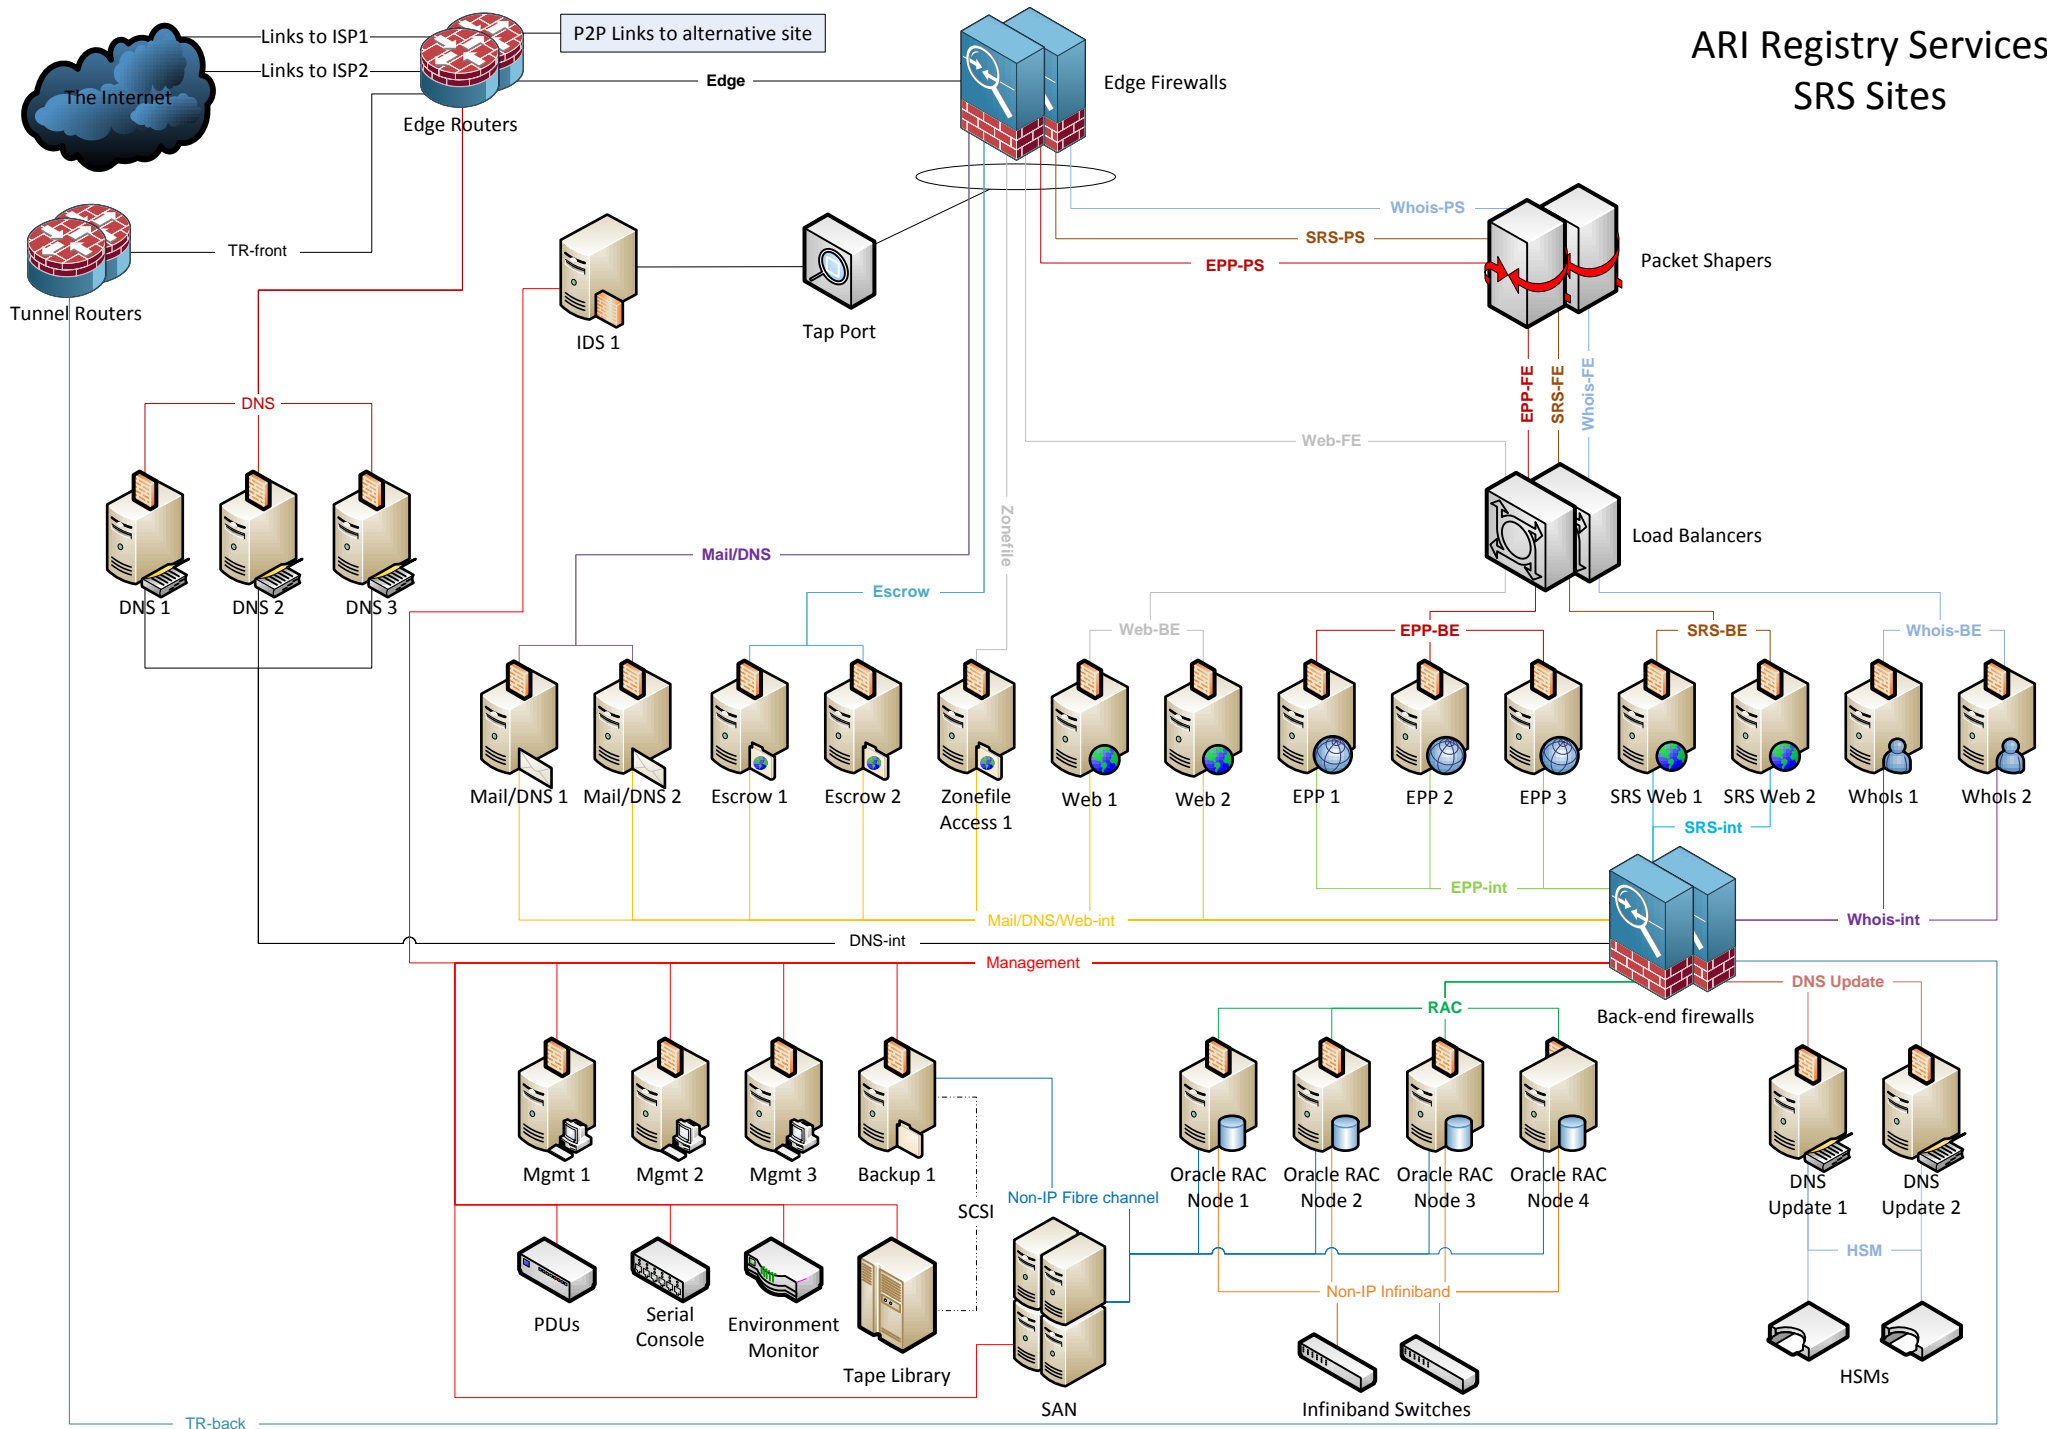 ARI Registry Services
SRS Sites
Links to ISP1
P2P Links to alternative site
Links to ISP2
The Internet
Edge
Edge Firewalls
Edge Routers
Whois-PS
SRS-PS
EPP-PS
Packet Shapers
TR-front
Tunnel Routers
IDS 1
Tap Port
EPP-FE
SRS-FE
Whois-FE
DNS
Web-FE
Zonefile
Load Balancers
Mail/DNS
Escrow
DNS 1
DNS 2
DNS 3
Web-BE
EPP-BE
SRS-BE
Whois-BE
Mail/DNS 1
Mail/DNS 2
Escrow 1
Escrow 2
Zonefile
Access 1
Web 1
Web 2
EPP 1
EPP 2
EPP 3
SRS Web 1
SRS Web 2
WhoIs 1
WhoIs 2
SRS-int
EPP-int
Mail/DNS/Web-int
Whois-int
DNS-int
Management
DNS Update
RAC
Back-end firewalls
Mgmt 1
Mgmt 2
Mgmt 3
Backup 1
Oracle RAC
Node 1
Oracle RAC
Node 2
Oracle RAC
Node 3
Oracle RAC
Node 4
DNS
Update 1
DNS
Update 2
Non-IP Fibre channel
SCSI
HSM
Non-IP Infiniband
PDUs
Serial
Console
Environment
Monitor
Tape Library
SAN
Infiniband Switches
HSMs
TR-back